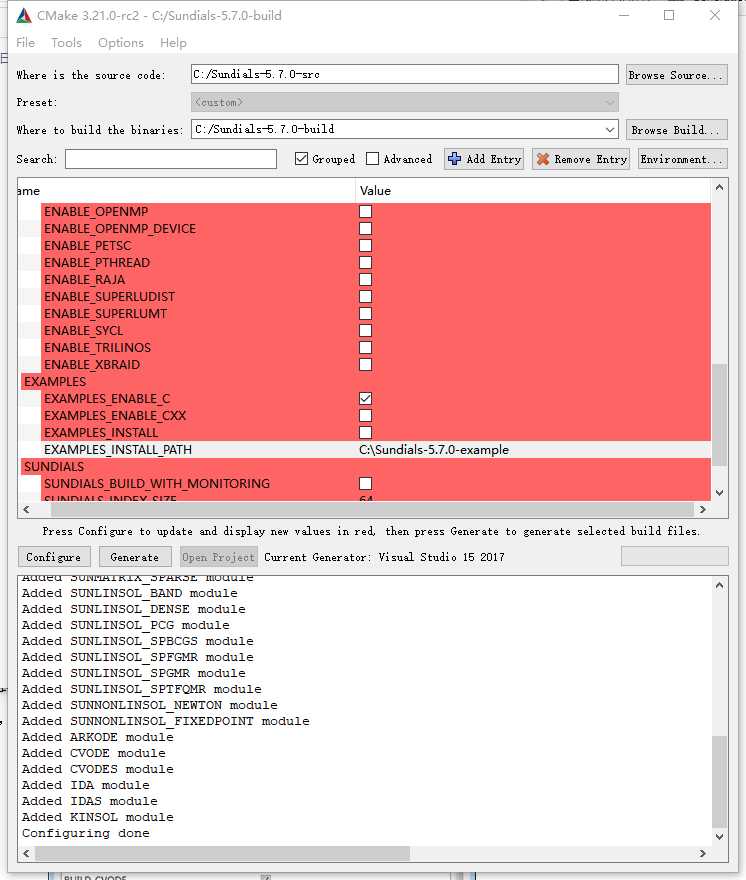 CMake 3.21.0-rc2 - C:/Sundials-5.7.0-build
File Tools Options Help
Where is the source code: C:/Sundials-5.7.0-src Browse Source...
Preset: <custom>
Where to build the binaries: C:/Sundials-5.7.0-build Browse Build...
Search: Grouped Advanced Add Entry Remove Entry Environment...
ame Value
ENABLE_OPENMP
ENABLE_OPENMP_DEVICE
ENABLE_PETSC
ENABLE_PTHREAD
ENABLE_RAJA
ENABLE_SUPERLUDIST
ENABLE_SUPERLUMT
ENABLE_SYCL
ENABLE_TRILINOS
ENABLE_XBRAID
EXAMPLES
EXAMPLES_ENABLE_C
EXAMPLES_ENABLE_CXX
EXAMPLES_INSTALL
EXAMPLES_INSTALL_PATH C:\Sundials-5.7.0-example
SUNDIALS
SUNDIALS_BUILD_WITH_MONITORING
SUNDIALS_INDEX_SIZE 64
Press Configure to update and display new values in red, then press Generate to generate selected build files.
Configure Generate Open Project Current Generator: Visual Studio 15 2017
Added SUNMATRIX_SPARSE module
Added SUNLINSOL_BAND module
Added SUNLINSOL_DENSE module
Added SUNLINSOL_PCG module
Added SUNLINSOL_SPBCGS module
Added SUNLINSOL_SPFGMR module
Added SUNLINSOL_SPGMR module
Added SUNLINSOL_SPTFQMR module
Added SUNNONLINSOL_NEWTON module
Added SUNNONLINSOL_FIXEDPOINT module
Added ARKODE module
Added CVODE module
Added CVODES module
Added IDA module
Added IDAS module
Added KINSOL module
Configuring done
BUILD_CVODE